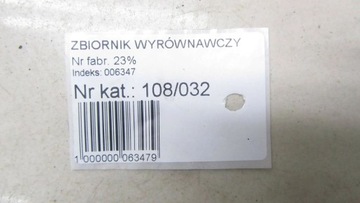 ZBIORNIK WYRÓWNAWCZY
Nr fabr. 23%
Indeks: 006347
Nr kat.: 108/032
1 000000 063479